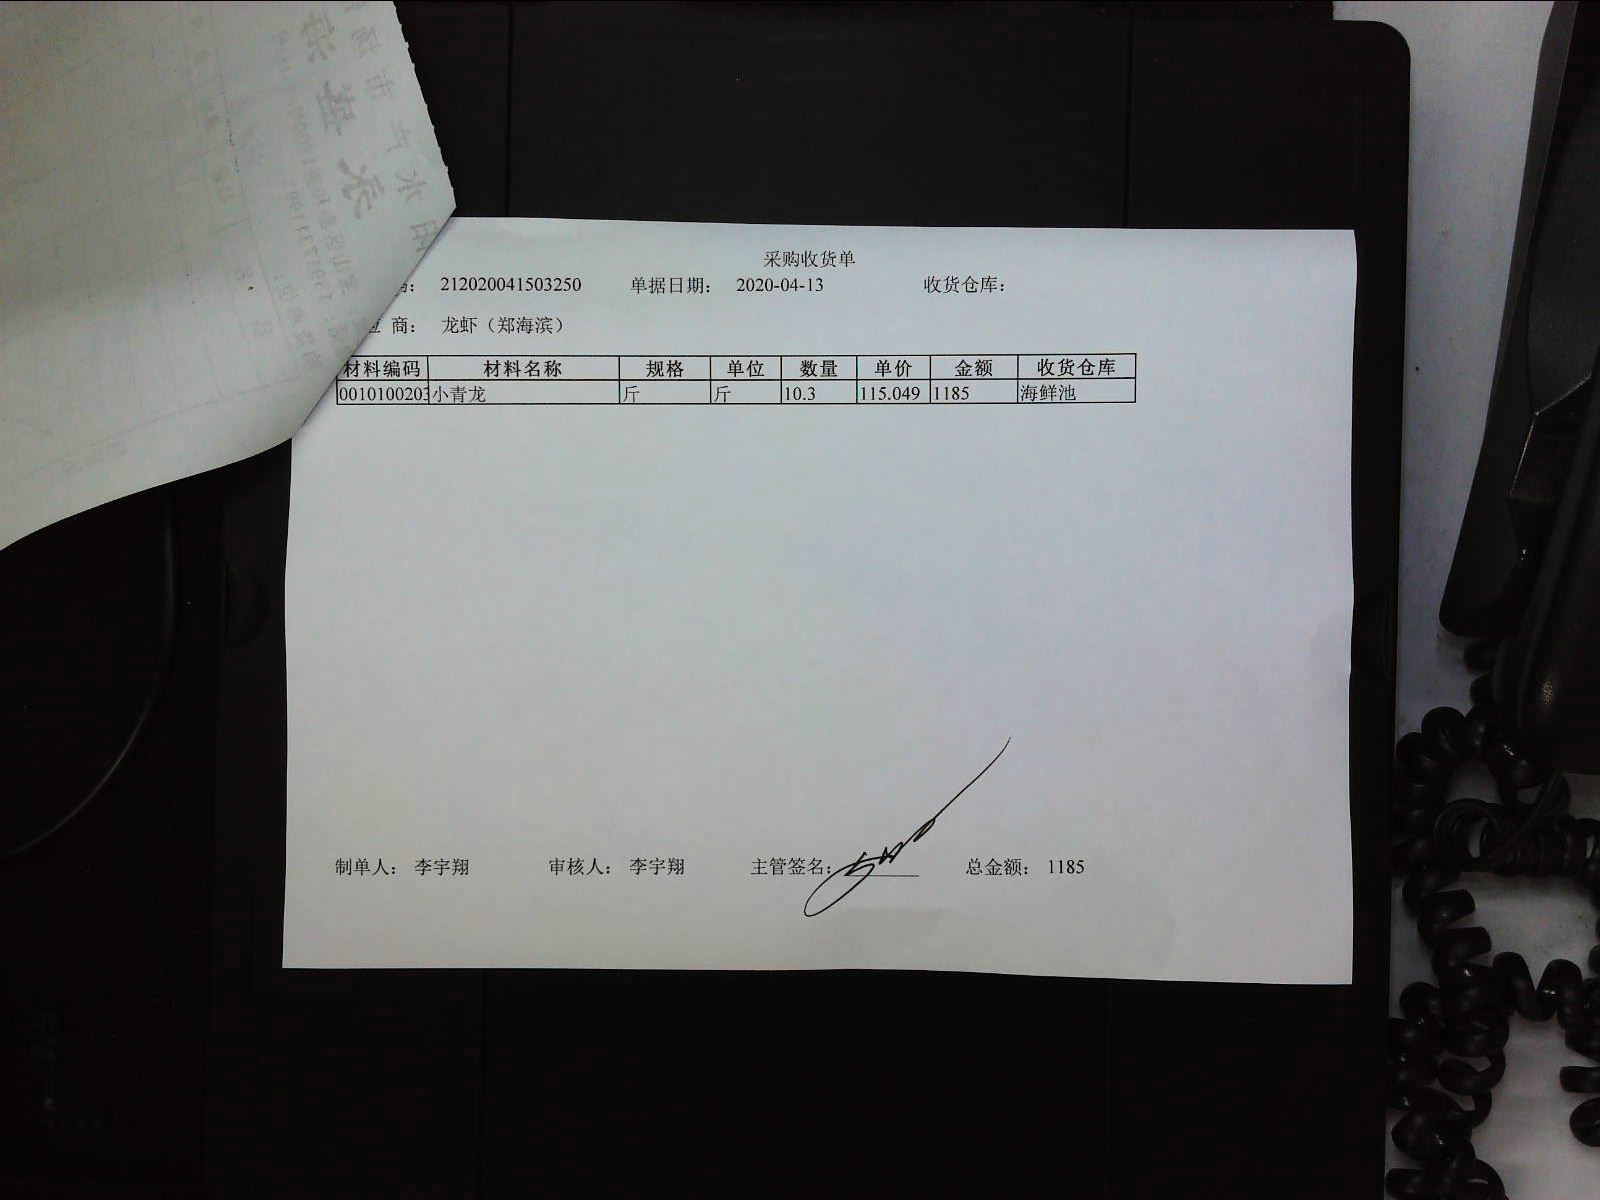 采购收货单
码: 212020041503250 单据日期: 2020-04-13 收货仓库:
应 商: 龙虾（郑海滨）
材料编码 材料名称 规格 单位 数量 单价 金额 收货仓库
0010100203 小青龙 斤 斤 10.3 115.049 1185 海鲜池
制单人: 李宇翔 审核人: 李宇翔 主管签名: 总金额: 1185